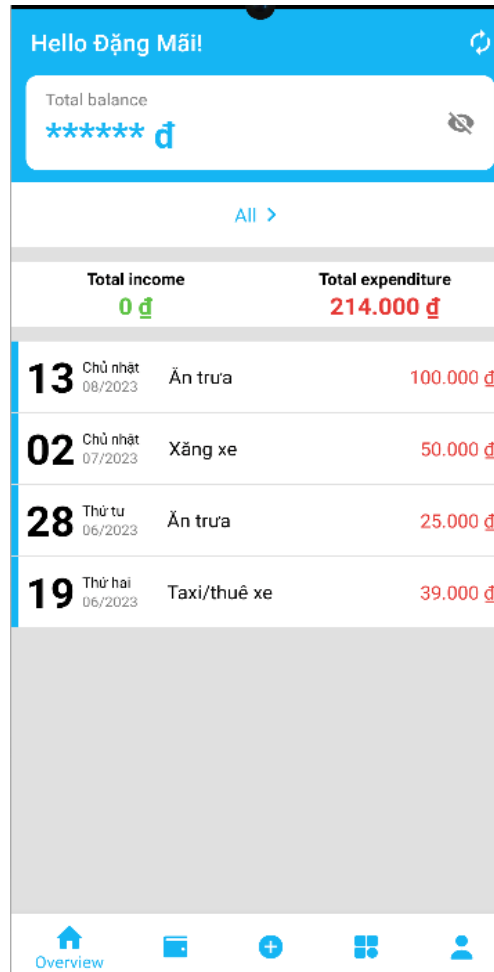 Hello Đặng Mãi!
Total balance
****** đ
All >
Total income
0 ₫
Total expenditure
214.000 ₫
13 Chủ nhật
08/2023
Ăn trưa
100.000 ₫
02 Chủ nhật
07/2023
Xăng xe
50.000 ₫
28 Thứ tư
06/2023
Ăn trưa
25.000 ₫
19 Thứ hai
06/2023
Taxi/thuê xe
39.000 ₫
Overview